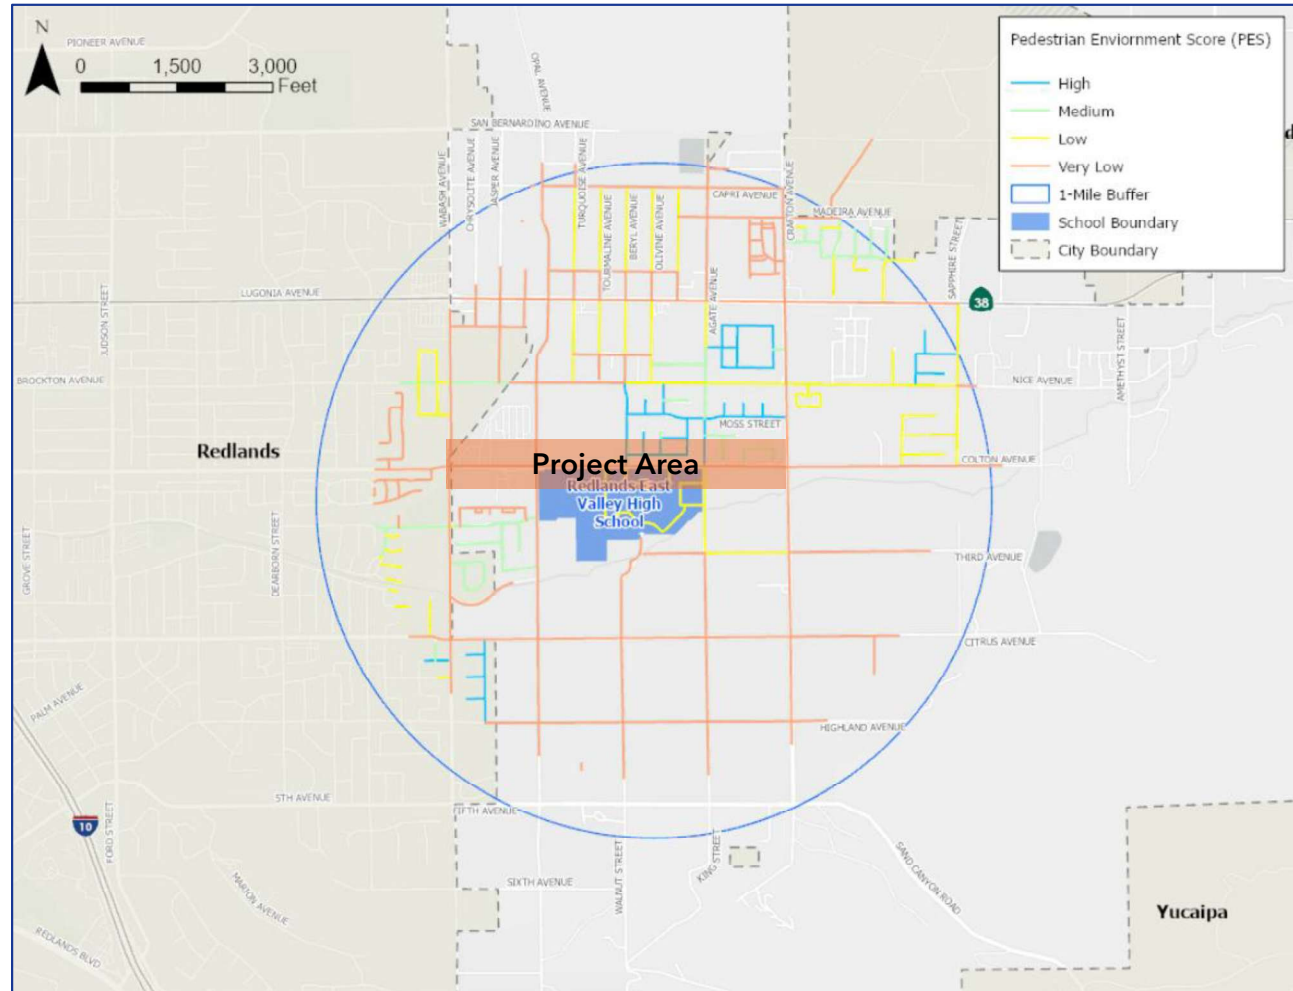 N
0 1,500 3,000
Feet
PIONEER AVENUE
OPAL AVENUE
SAN BERNARDINO AVENUE
Pedestrian Enviornment Score (PES)
High
Medium
Low
Very Low
1-Mile Buffer
School Boundary
City Boundary
d
WABASH AVENUE
CHRYSOLITE AVENUE
JASPER AVENUE
TURQUOISE AVENUE
TOURMALINE AVENUE
BERYL AVENUE
OLIVINE AVENUE
CAPRI AVENUE
CRAFTON AVENUE
MADEIRA AVENUE
SAPPHIRE STREET
LUGONIA AVENUE
38
JUDSON STREET
AGATE AVENUE
AMETHYST STREET
BROCKTON AVENUE
NICE AVENUE
MOSS STREET
Redlands
COLTON AVENUE
Project Area
Redlands East
Valley High
School
GROVE STREET
DEARBORN STREET
THIRD AVENUE
CITRUS AVENUE
PALM AVENUE
HIGHLAND AVENUE
5TH AVENUE
FIFTH AVENUE
10
FORD STREET
SIXTH AVENUE
WALNUT STREET
KING STREET
SAND CANYON ROAD
MARION AVENUE
REDLANDS BLVD
Yucaipa